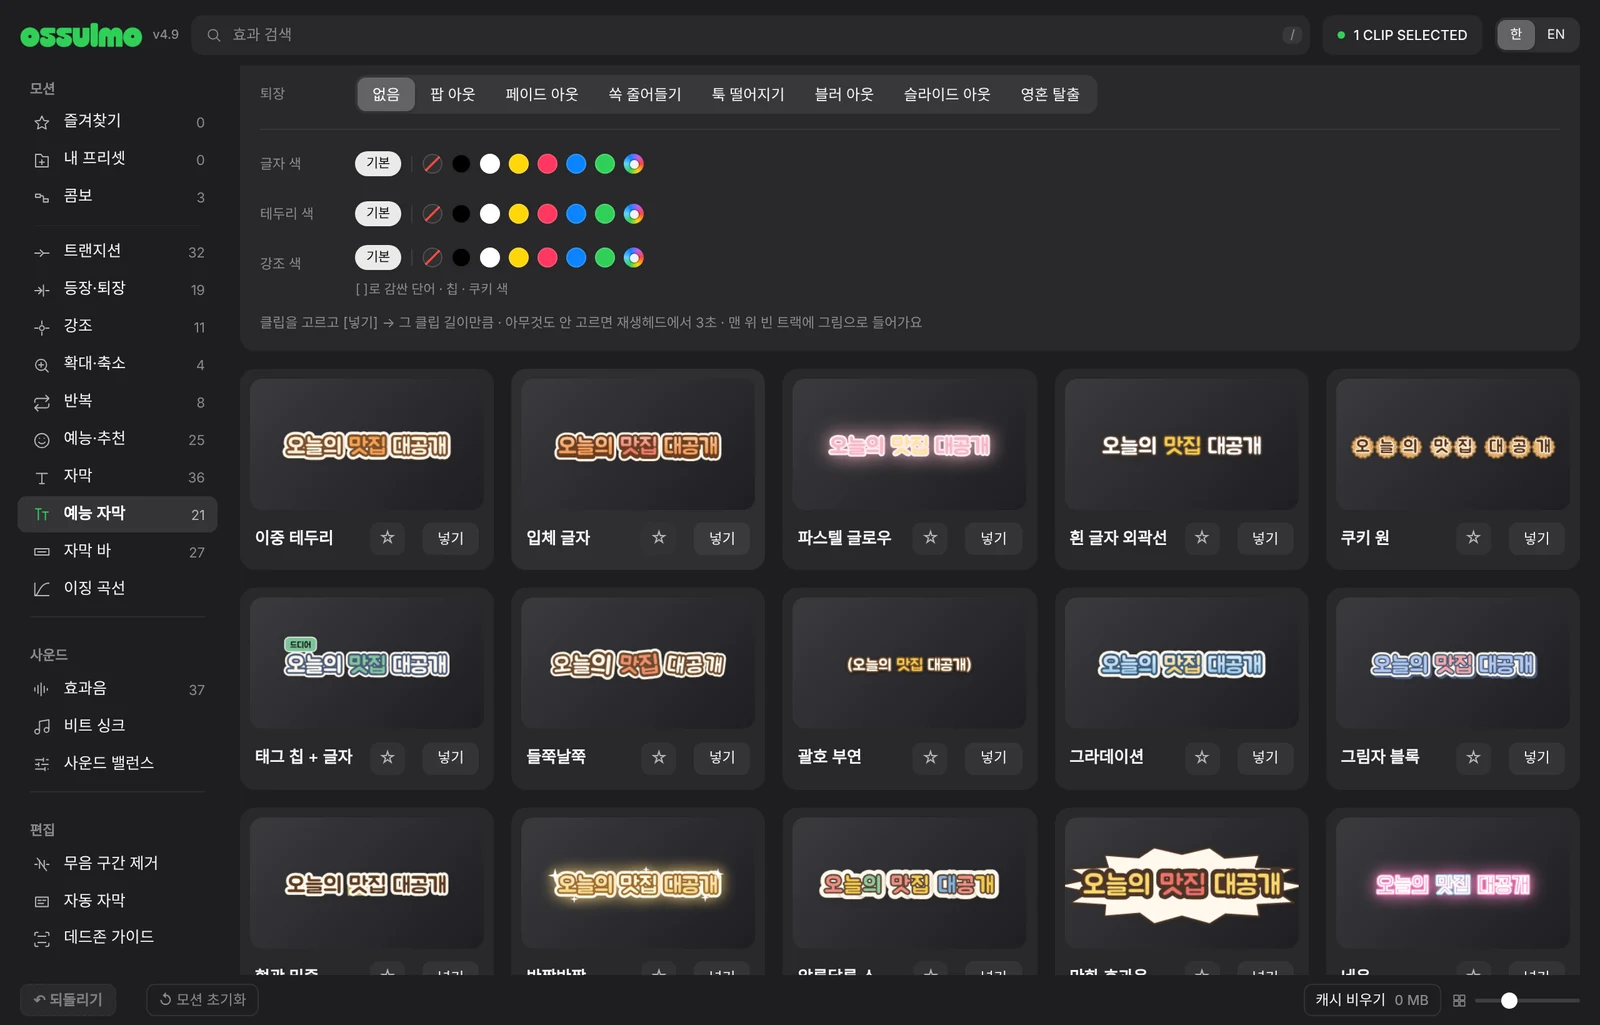 ossulmo v4.9
효과 검색 /
1 CLIP SELECTED
한 EN
모션
즐겨찾기 0
내 프리셋 0
콤보 3
트랜지션 32
등장·퇴장 19
강조 11
확대·축소 4
반복 8
예능·추천 25
자막 36
예능 자막 21
자막 바 27
이징 곡선
사운드
효과음 37
비트 싱크
사운드 밸런스
편집
무음 구간 제거
자동 자막
데드존 가이드
퇴장 없음 팝 아웃 페이드 아웃 쏙 줄어들기 툭 떨어지기 블러 아웃 슬라이드 아웃 영혼 탈출
글자 색 기본
테두리 색 기본
강조 색 기본
[ ]로 감싼 단어 · 칩 · 쿠키 색
클립을 고르고 [넣기] → 그 클립 길이만큼 · 아무것도 안 고르면 재생헤드에서 3초 · 맨 위 빈 트랙에 그림으로 들어가요
오늘의 맛집 대공개
이중 테두리 ☆ 넣기
오늘의 맛집 대공개
입체 글자 ☆ 넣기
오늘의 맛집 대공개
파스텔 글로우 ☆ 넣기
오늘의 맛집 대공개
흰 글자 외곽선 ☆ 넣기
오늘의 맛집 대공개
쿠키 원 ☆ 넣기
드디어
오늘의 맛집 대공개
태그 칩 + 글자 ☆ 넣기
오늘의 맛집 대공개
들쭉날쭉 ☆ 넣기
(오늘의 맛집 대공개)
괄호 부연 ☆ 넣기
오늘의 맛집 대공개
그라데이션 ☆ 넣기
오늘의 맛집 대공개
그림자 블록 ☆ 넣기
오늘의 맛집 대공개
오늘의 맛집 대공개
오늘의 맛집 대공개
오늘의 맛집 대공개
오늘의 맛집 대공개
↶ 되돌리기
모션 초기화
캐시 비우기 0 MB